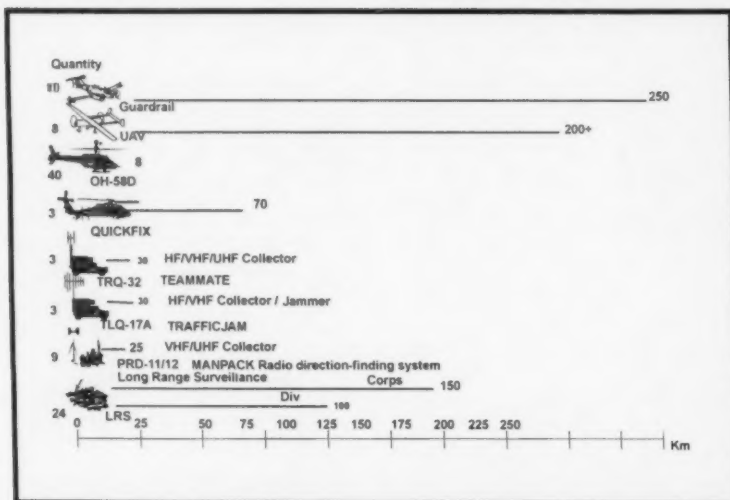 Quantity
10
250
Guardrail
8
200+
UAV
8
40
OH-58D
70
3
QUICKFIX
3
30 HF/VHF/UHF Collector
TRQ-32 TEAMMATE
30 HF/VHF Collector / Jammer
3
TLQ-17A TRAFFICJAM
25 VHF/UHF Collector
9
PRD-11/12 MANPACK Radio direction-finding system
Long Range Surveillance Corps 150
Div 100
24 LRS
0 25 50 75 100 125 150 175 200 225 250
Km